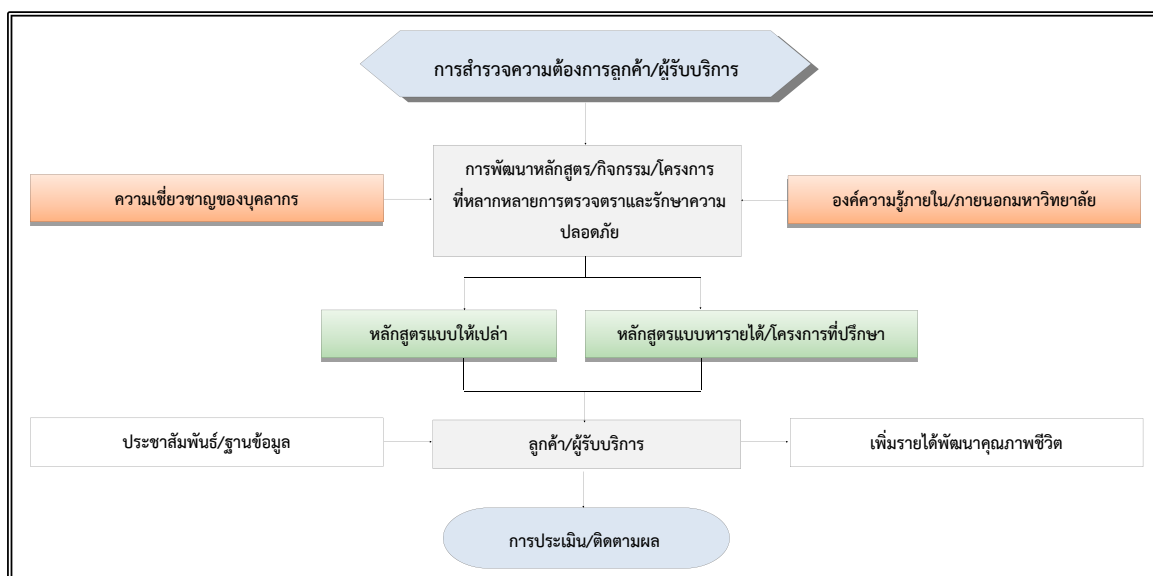 การสำรวจความต้องการลูกค้า/ผู้รับบริการ
ความเชี่ยวชาญของบุคลากร
การพัฒนาหลักสูตร/กิจกรรม/โครงการ
ที่หลากหลายการตรวจตราและรักษาความ
ปลอดภัย
องค์ความรู้ภายใน/ภายนอกมหาวิทยาลัย
หลักสูตรแบบให้เปล่า
หลักสูตรแบบหารายได้/โครงการที่ปรึกษา
ประชาสัมพันธ์/ฐานข้อมูล
ลูกค้า/ผู้รับบริการ
เพิ่มรายได้พัฒนาคุณภาพชีวิต
การประเมิน/ติดตามผล